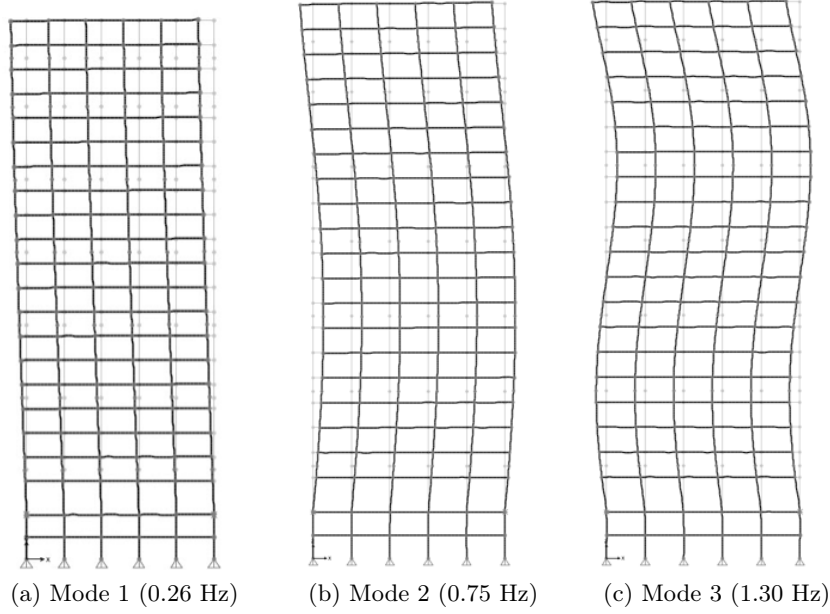 x
x
x
(a) Mode 1 (0.26 Hz)
(b) Mode 2 (0.75 Hz)
(c) Mode 3 (1.30 Hz)